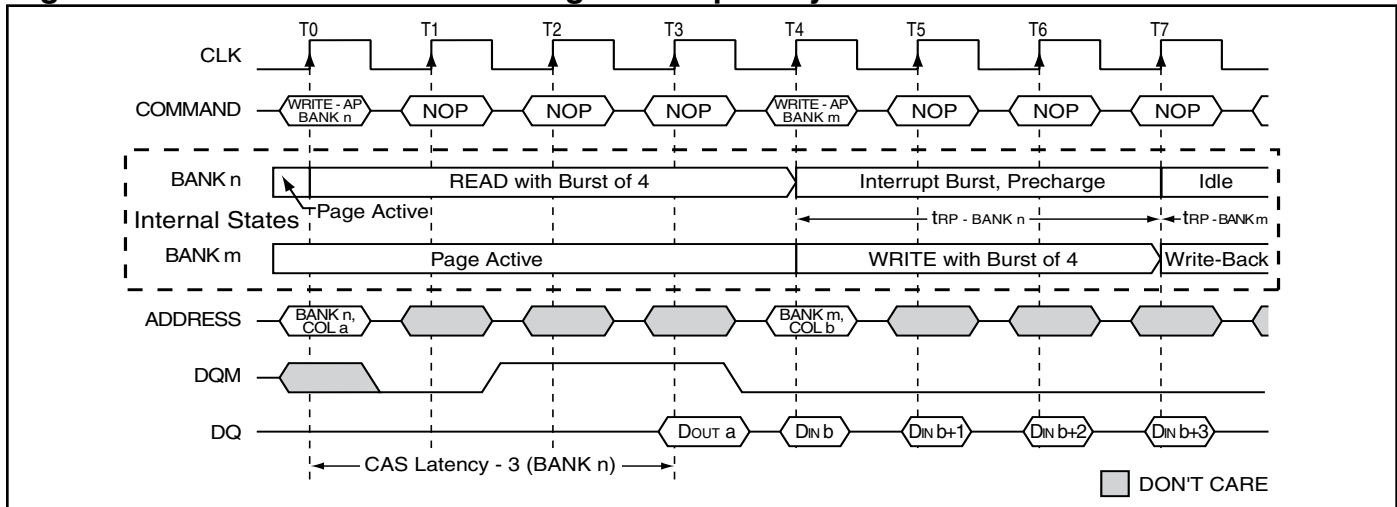 T0 T1 T2 T3 T4 T5 T6 T7
CLK
COMMAND WRITE - AP BANK n NOP NOP NOP WRITE - AP BANK m NOP NOP NOP
BANK n READ with Burst of 4 Interrupt Burst, Precharge Idle
Internal States Page Active tRP - BANK n tRP - BANK m
BANK m Page Active WRITE with Burst of 4 Write-Back
ADDRESS BANK n, COL a BANK m, COL b
DQM
DQ DOUT a DIN b DIN b+1 DIN b+2 DIN b+3
CAS Latency - 3 (BANK n)
DON'T CARE